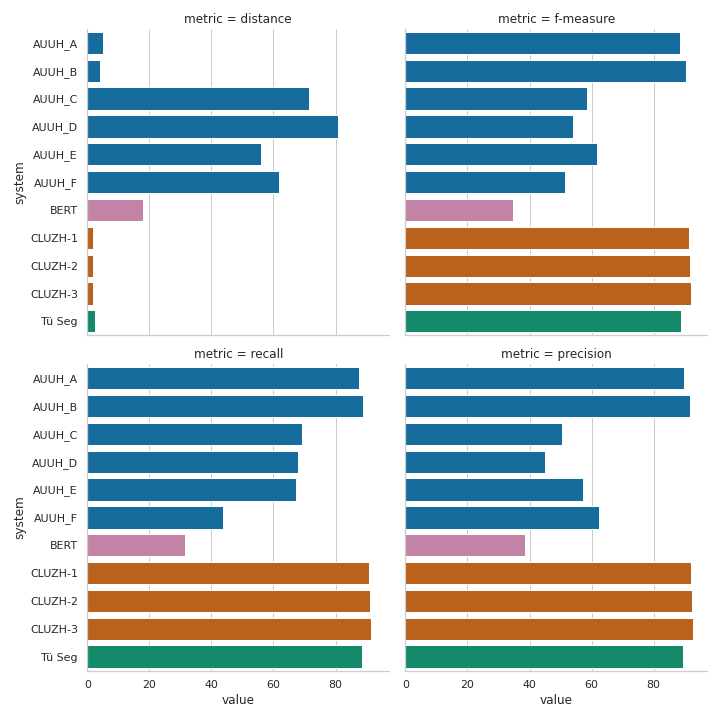 metric = distance
metric = f-measure
system
AUUH_A
AUUH_B
AUUH_C
AUUH_D
AUUH_E
AUUH_F
BERT
CLUZH-1
CLUZH-2
CLUZH-3
Tü Seg
metric = recall
metric = precision
system
AUUH_A
AUUH_B
AUUH_C
AUUH_D
AUUH_E
AUUH_F
BERT
CLUZH-1
CLUZH-2
CLUZH-3
Tü Seg
0 20 40 60 80
0 20 40 60 80
value
value